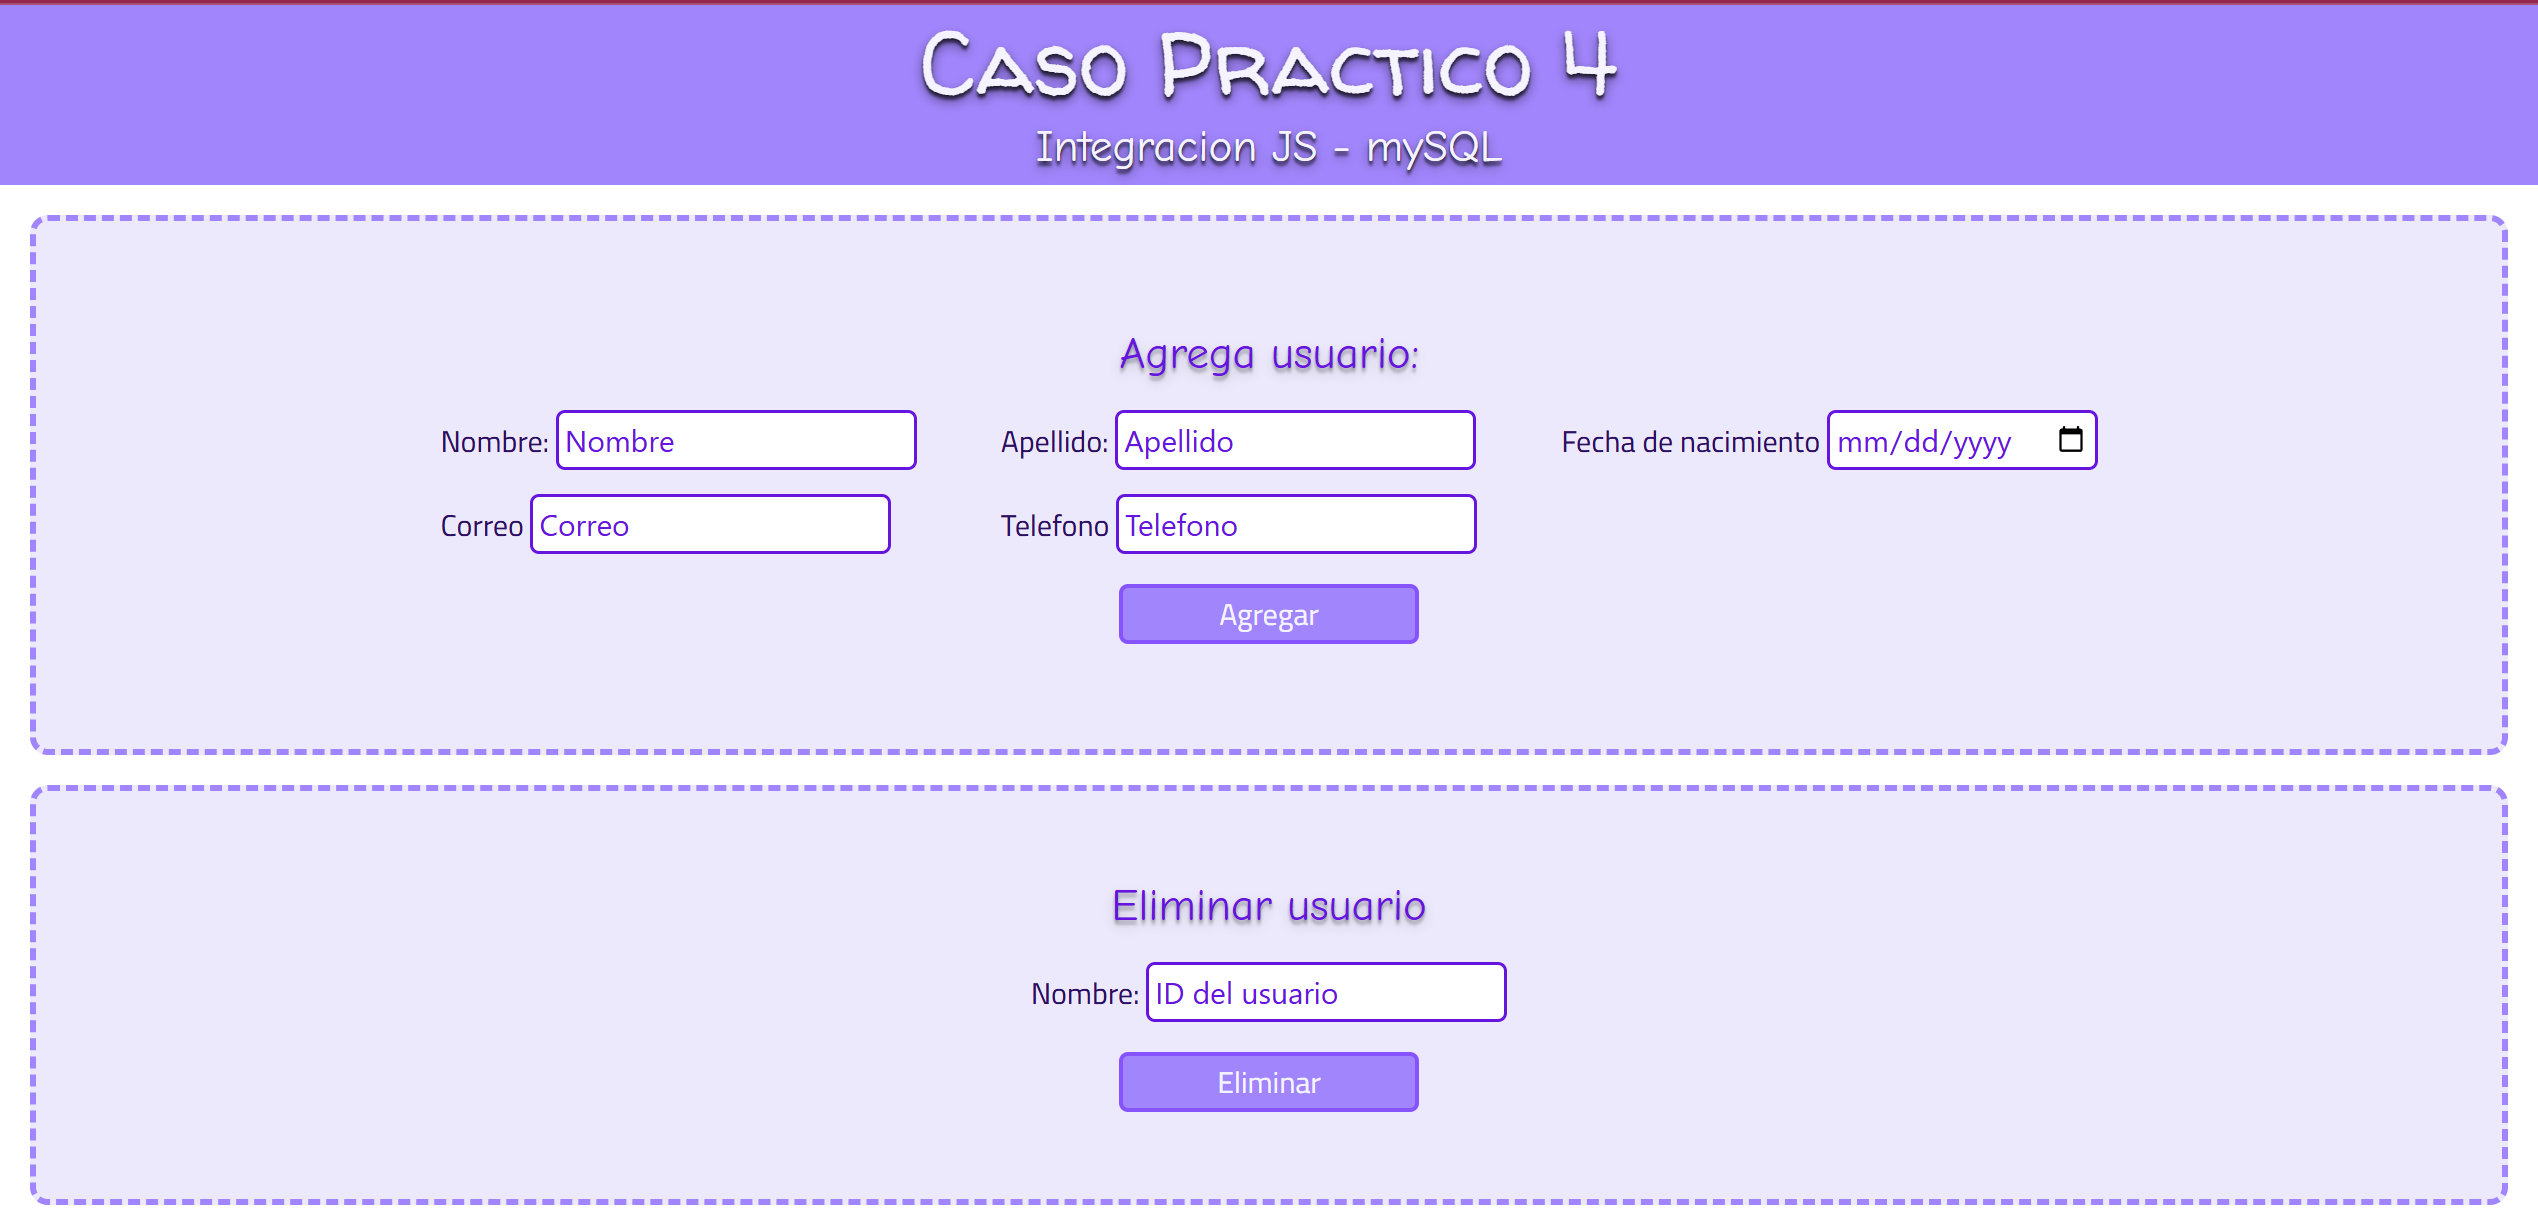 Caso Practico 4
Integracion JS - mySQL
Agrega usuario:
Nombre: Nombre Apellido: Apellido Fecha de nacimiento mm/dd/yyyy
Correo Correo Telefono Telefono
Agregar
Eliminar usuario
Nombre: ID del usuario
Eliminar